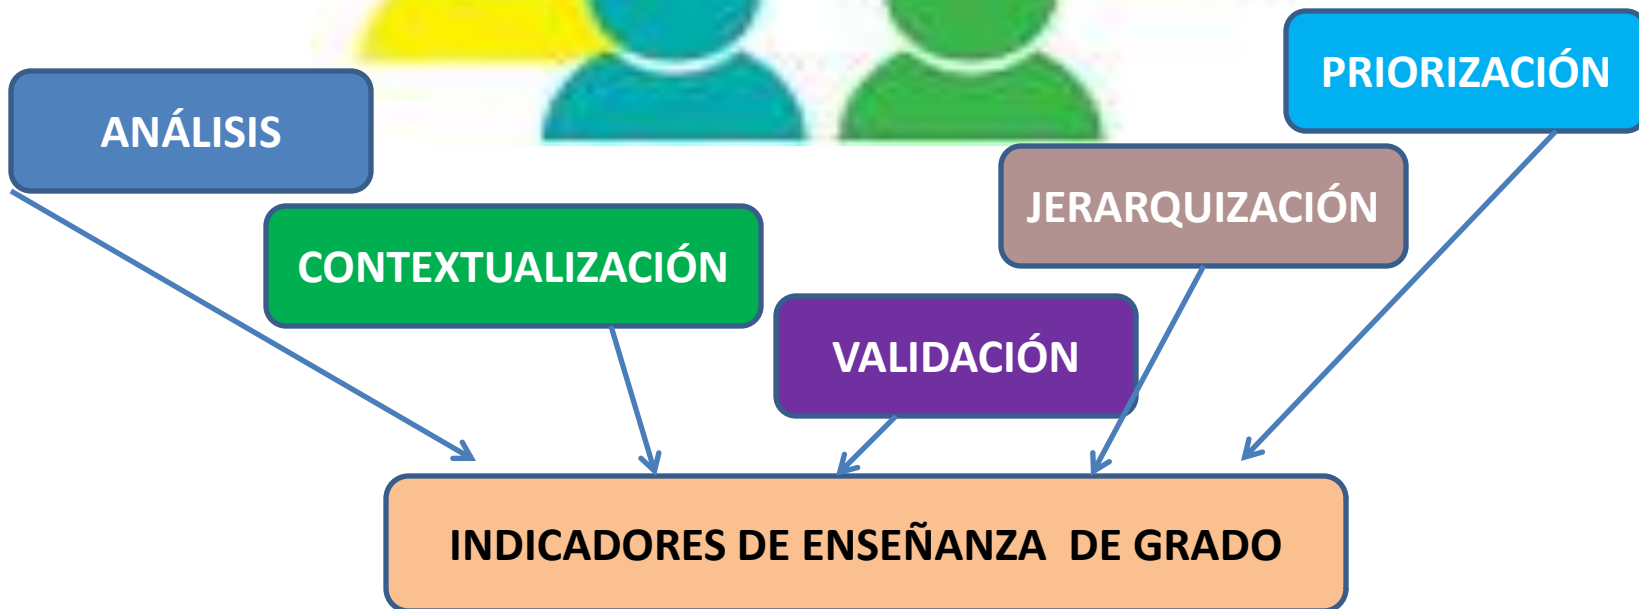 PRIORIZACIÓN
ANÁLISIS
JERARQUIZACIÓN
CONTEXTUALIZACIÓN
VALIDACIÓN
INDICADORES DE ENSEÑANZA  DE GRADO